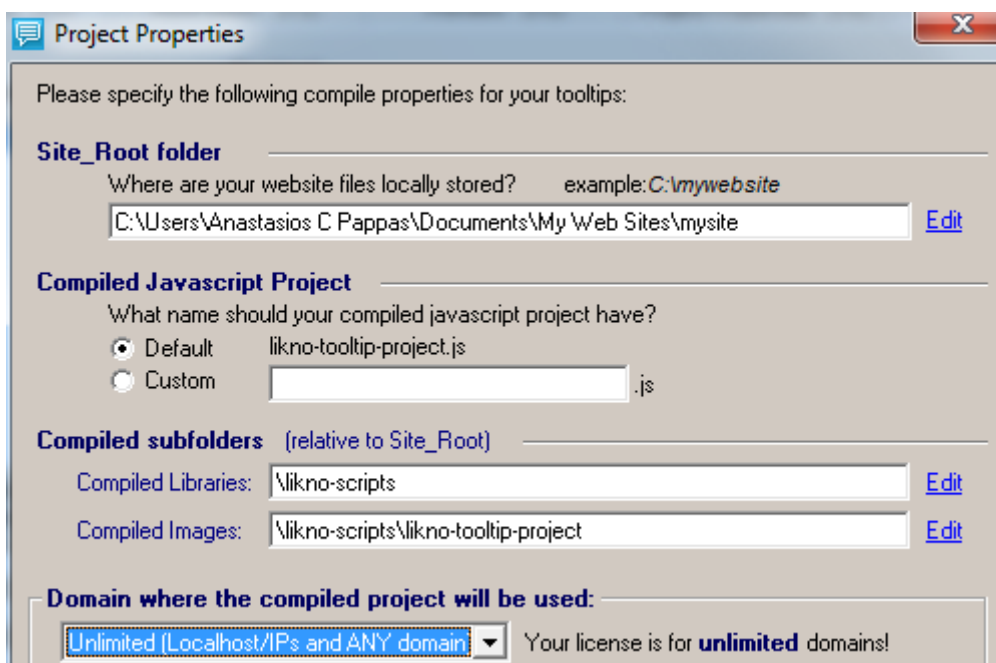 Project Properties
Please specify the following compile properties for your tooltips:
Site_Root folder
Where are your website files locally stored? example:C:\mywebsite
C:\Users\Anastasios C Pappas\Documents\My Web Sites\mysite Edit
Compiled Javascript Project
What name should your compiled javascript project have?
Default likno-tooltip-project.js
Custom .js
Compiled subfolders (relative to Site_Root)
Compiled Libraries: \likno-scripts Edit
Compiled Images: \likno-scripts\likno-tooltip-project Edit
Domain where the compiled project will be used:
Unlimited (Localhost/IPs and ANY domain Your license is for unlimited domains!